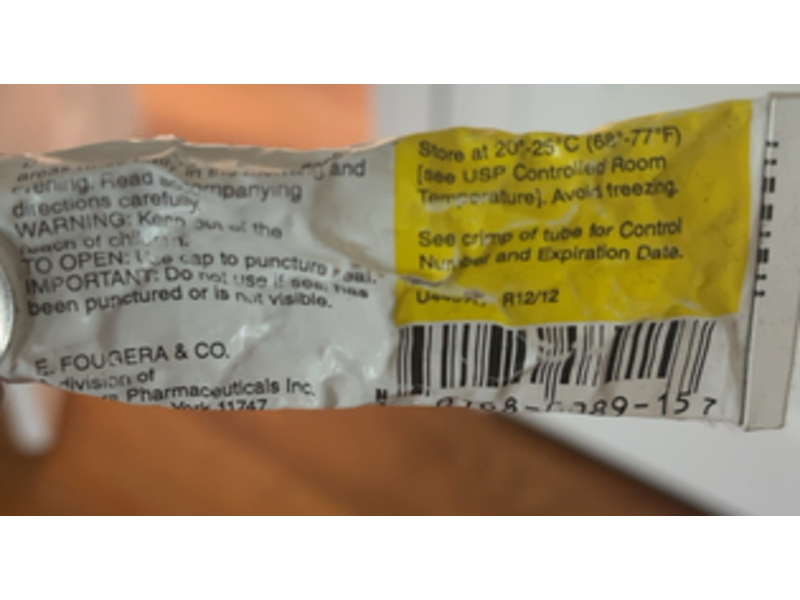 and
evening. Read accompanying
directions carefully.
WARNING: Keep out of the
reach of children.
TO OPEN: Use cap to puncture seal.
IMPORTANT: Do not use if seal has
been punctured or is not visible.
E. FOUGERA & CO.
division of
Pharmaceuticals Inc.
York 11747
Store at 20°-25°C (68°-77°F)
[see USP Controlled Room
Temperature]. Avoid freezing.
See crimp of tube for Control
Number and Expiration Date.
R12/12
N